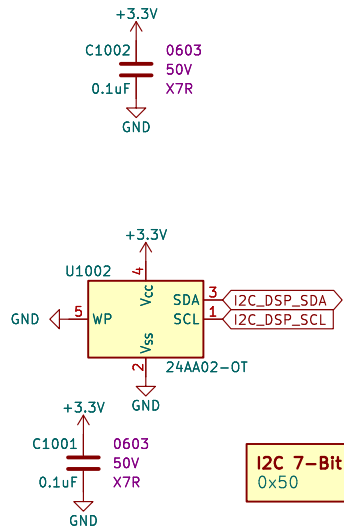 +3.3V
C1002 0603
50V
0.1uF X7R
GND
+3.3V
U1002
4
Vcc
SDA 3 I2C_DSP_SDA
GND 5 WP SCL 1 I2C_DSP_SCL
Vss
2 24AA02-OT
GND
+3.3V
C1001 0603
50V
0.1uF X7R
GND
I2C 7-Bit
0x50